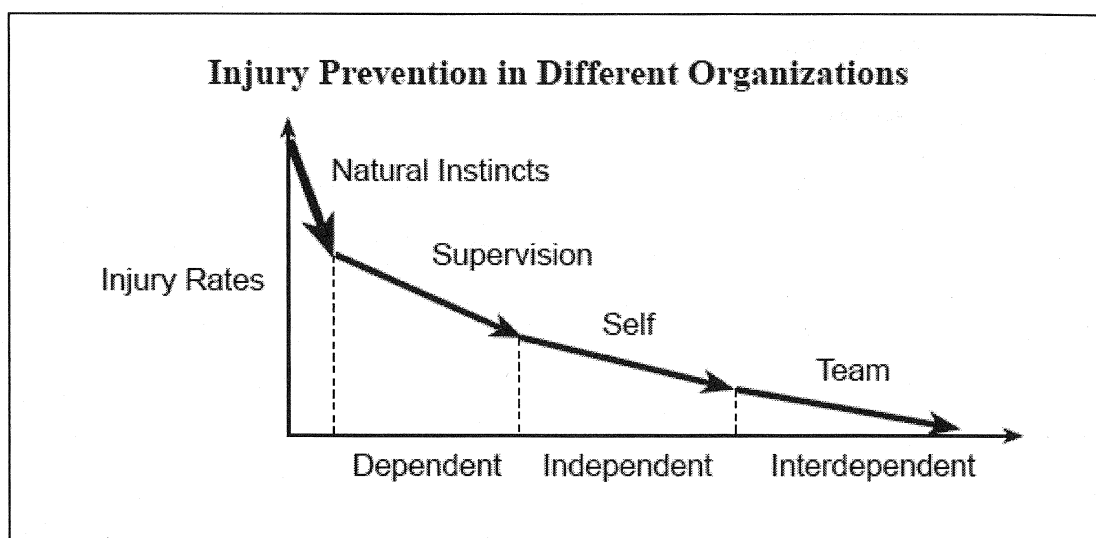 Injury Prevention in Different Organizations
Natural Instincts
Supervision
Injury Rates
Self
Team
Dependent Independent Interdependent